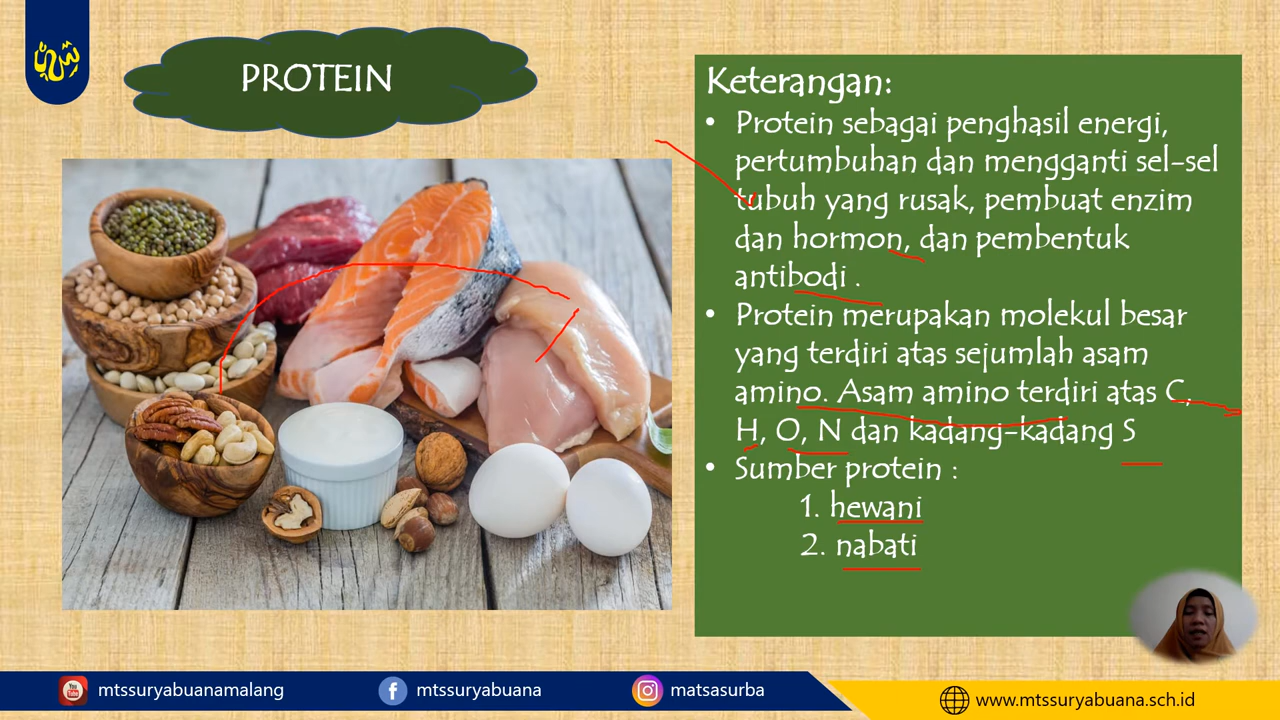 PROTEIN
Keterangan:
• Protein sebagai penghasil energi,
pertumbuhan dan mengganti sel-sel
tubuh yang rusak, pembuat enzim
dan hormon, dan pembentuk
antibodi .
• Protein merupakan molekul besar
yang terdiri atas sejumlah asam
amino. Asam amino terdiri atas C,
H, O, N dan kadang-kadang S
• Sumber protein :
1. hewani
2. nabati
mtssuryabuanamalang
mtssuryabuana
matsasurba
www.mtssuryabuana.sch.id